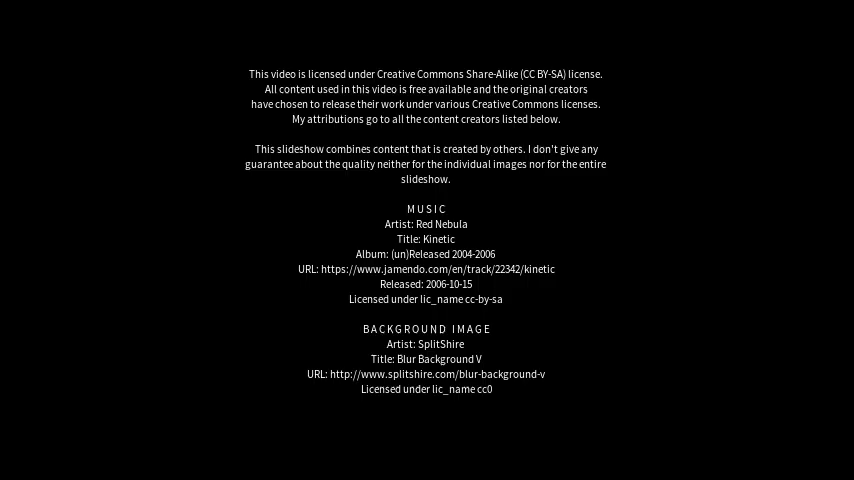 This video is licensed under Creative Commons Share-Alike (CC BY-SA) license.
All content used in this video is free available and the original creators
have chosen to release their work under various Creative Commons licenses.
My attributions go to all the content creators listed below.
This slideshow combines content that is created by others. I don't give any
guarantee about the quality neither for the individual images nor for the entire
slideshow.
MUSIC
Artist: Red Nebula
Title: Kinetic
Album: (un)Released 2004-2006
URL: https://www.jamendo.com/en/track/22342/kinetic
Released: 2006-10-15
Licensed under lic_name cc-by-sa
BACKGROUND IMAGE
Artist: SplitShire
Title: Blur Background V
URL: http://www.splitshire.com/blur-background-v
Licensed under lic_name cc0